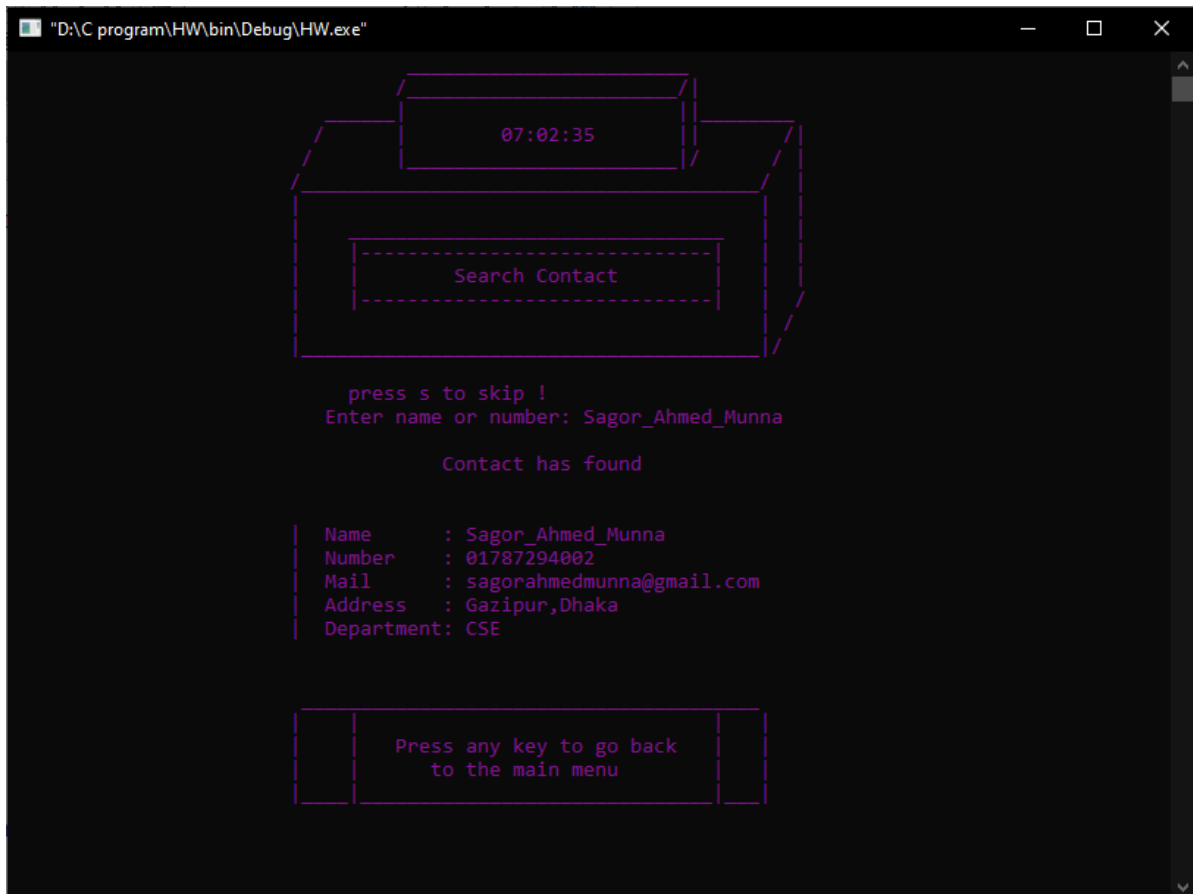 "D:\C program\HW\bin\Debug\HW.exe"
07:02:35
Search Contact
press s to skip !
Enter name or number: Sagor_Ahmed_Munna
Contact has found
Name : Sagor_Ahmed_Munna
Number : 01787294002
Mail : sagorahmedmunna@gmail.com
Address : Gazipur,Dhaka
Department: CSE
Press any key to go back
to the main menu